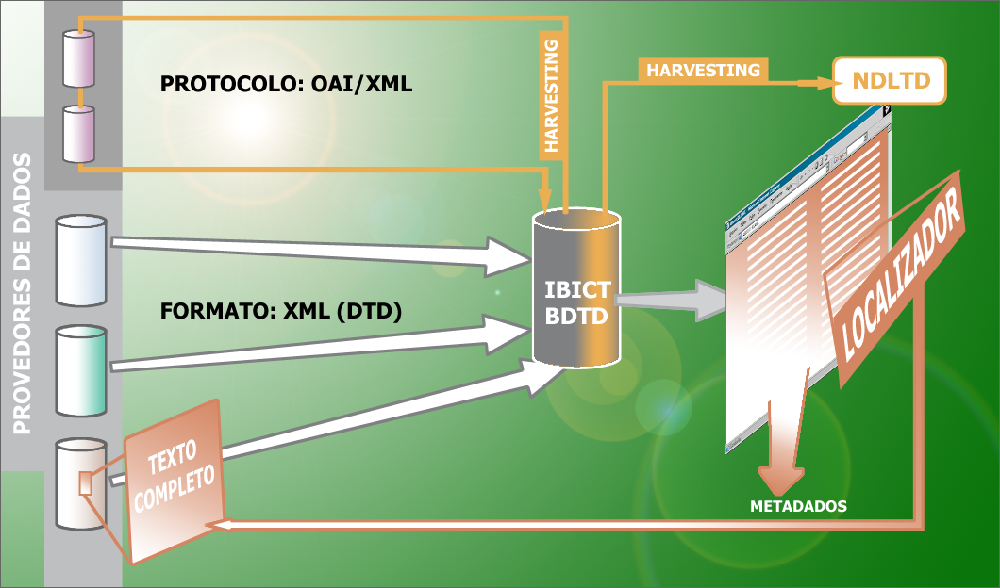 PROTOCOLO: OAI/XML
HARVESTING
HARVESTING
NDLTD
PROVEDORES DE DADOS
IBICT
BDTD
FORMATO: XML (DTD)
LOCALIZADOR
TEXTO
COMPLETO
METADADOS